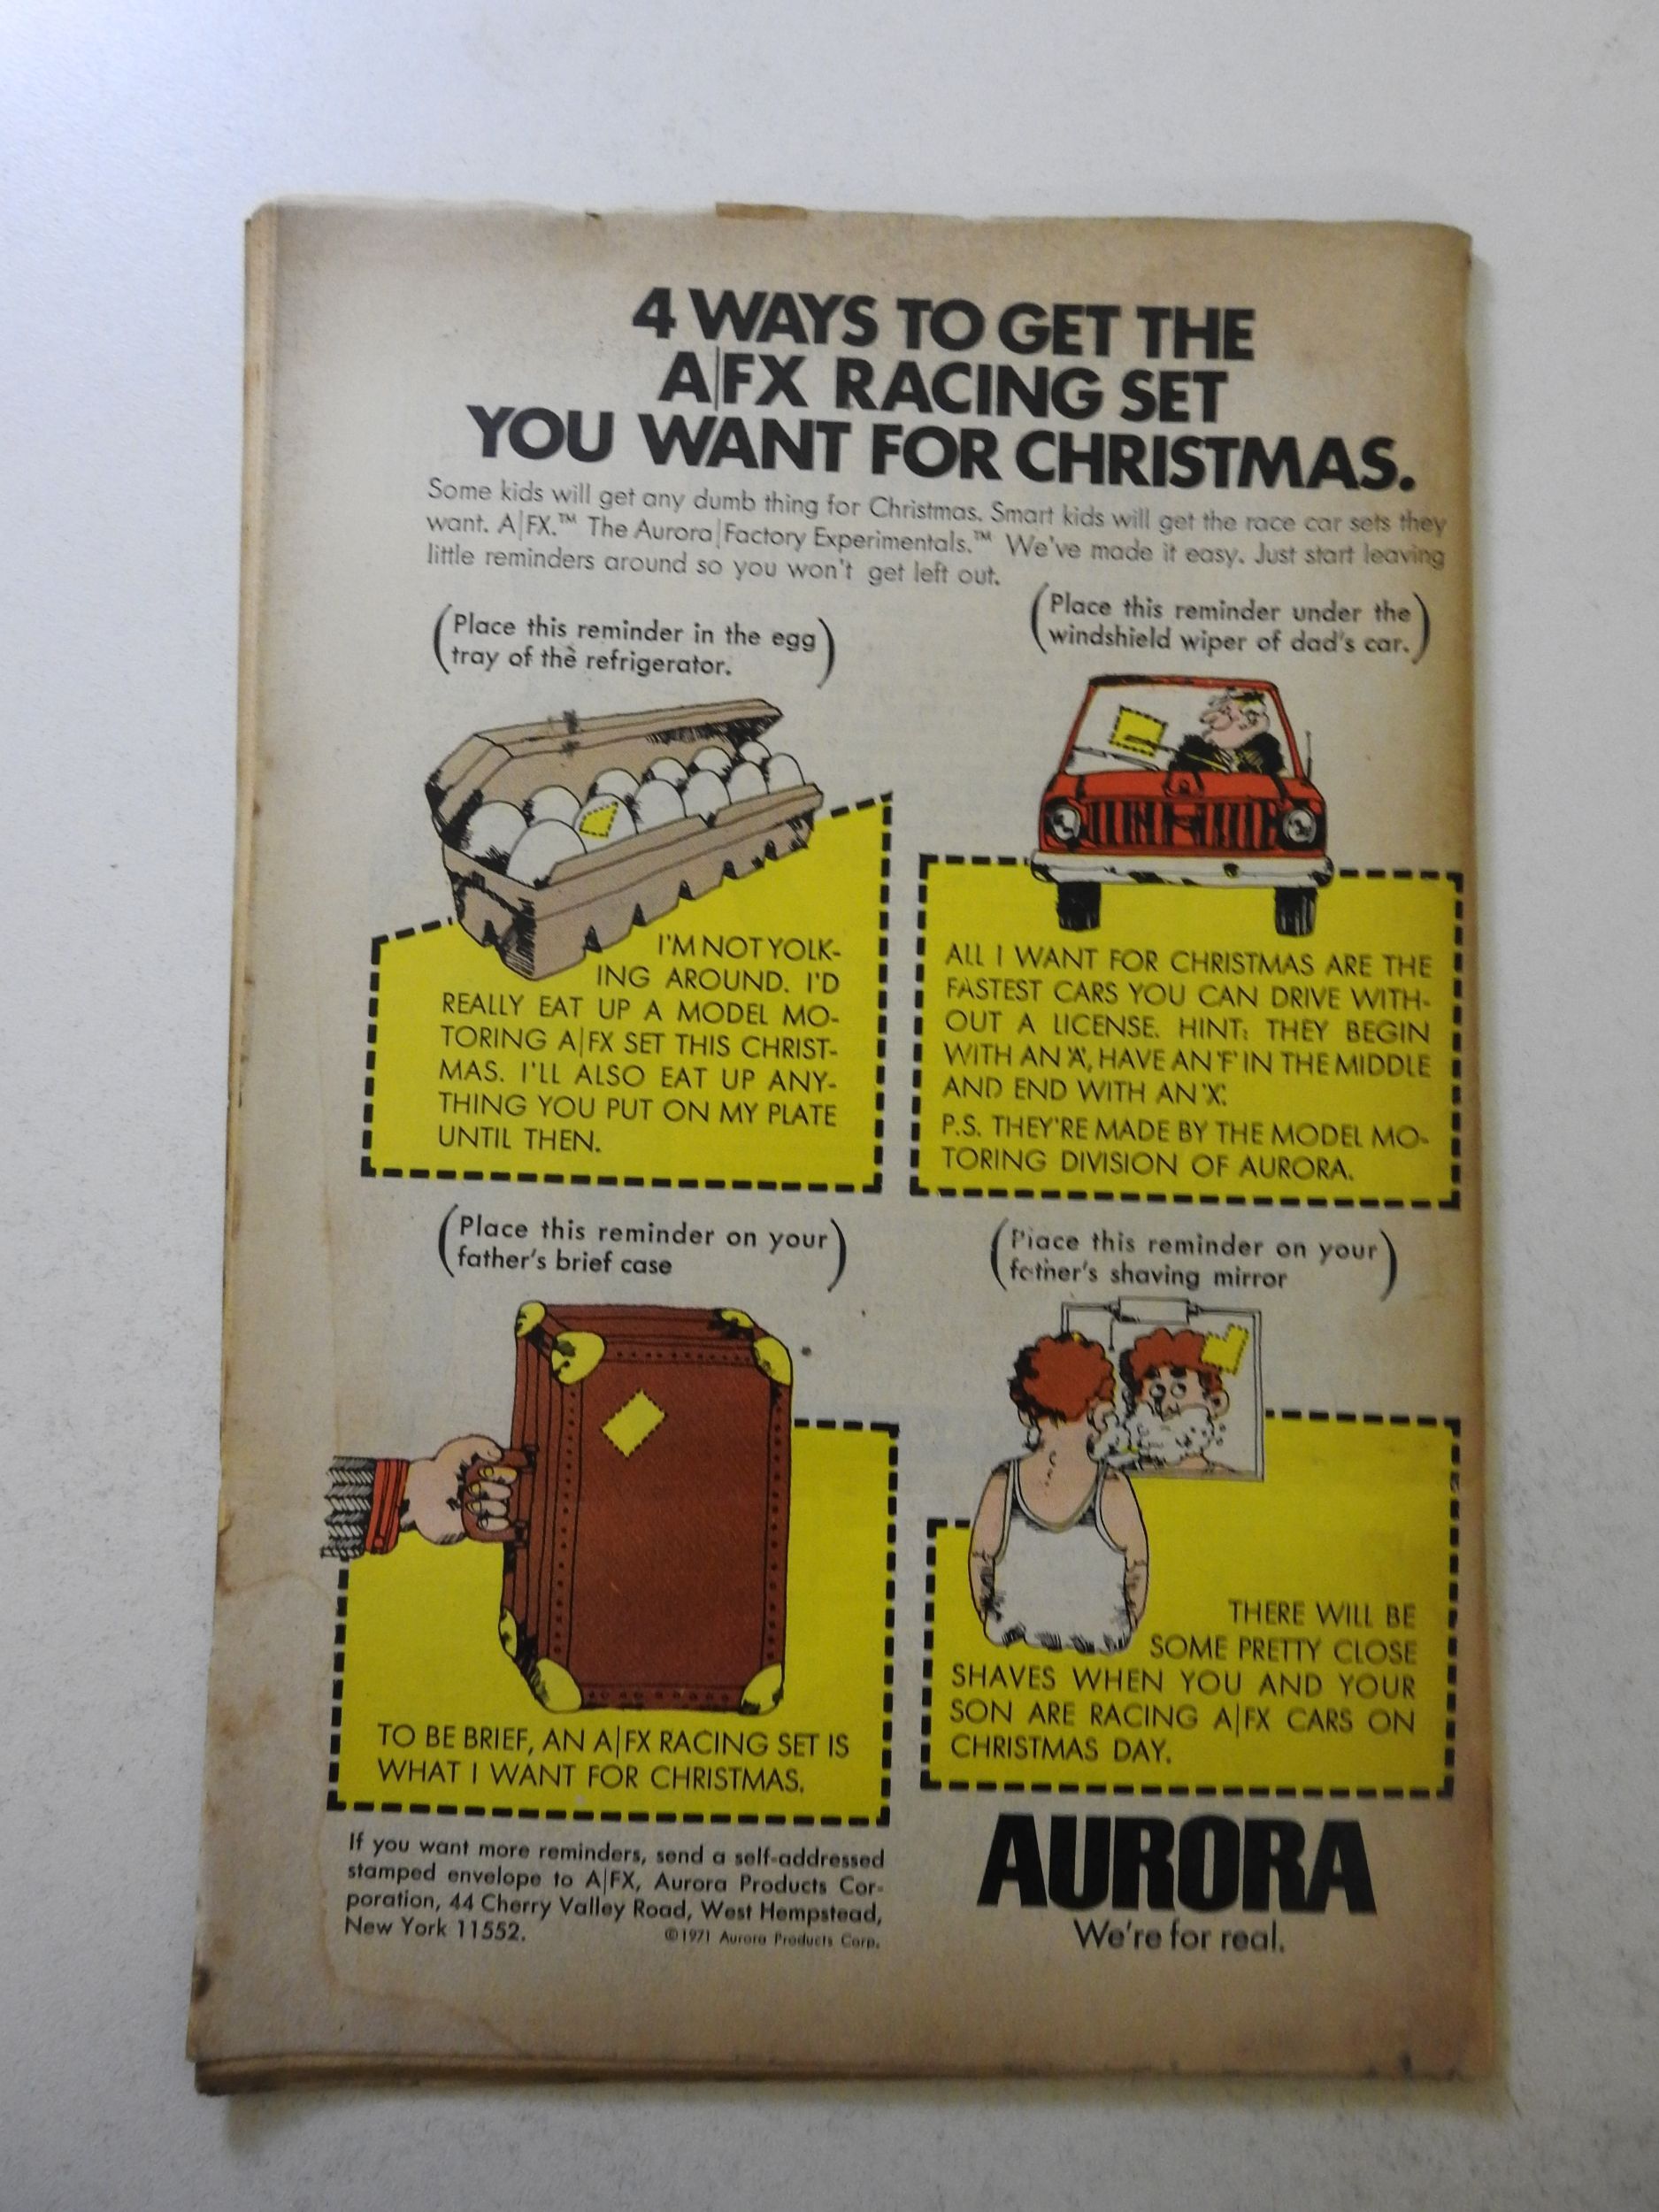 4 WAYS TO GET THE
A|FX RACING SET
YOU WANT FOR CHRISTMAS.
Some kids will get any dumb thing for Christmas. Smart kids will get the race car sets they
want. A|FX.™ The Aurora|Factory Experimentals.™ We've made it easy. Just start leaving
little reminders around so you won't get left out.
(Place this reminder in the egg
tray of the refrigerator.)
I'M NOT YOLK-
ING AROUND. I'D
REALLY EAT UP A MODEL MO-
TORING A|FX SET THIS CHRIST-
MAS. I'LL ALSO EAT UP ANY-
THING YOU PUT ON MY PLATE
UNTIL THEN.
(Place this reminder under the
windshield wiper of dad's car.)
ALL I WANT FOR CHRISTMAS ARE THE
FASTEST CARS YOU CAN DRIVE WITH-
OUT A LICENSE. HINT: THEY BEGIN
WITH AN 'A', HAVE AN 'F' IN THE MIDDLE
AND END WITH AN 'X'.
P.S. THEY'RE MADE BY THE MODEL MO-
TORING DIVISION OF AURORA.
(Place this reminder on your
father's brief case)
TO BE BRIEF, AN A|FX RACING SET IS
WHAT I WANT FOR CHRISTMAS.
(Place this reminder on your
father's shaving mirror)
THERE WILL BE
SOME PRETTY CLOSE
SHAVES WHEN YOU AND YOUR
SON ARE RACING A|FX CARS ON
CHRISTMAS DAY.
If you want more reminders, send a self-addressed
stamped envelope to A|FX, Aurora Products Cor-
poration, 44 Cherry Valley Road, West Hempstead,
New York 11552. ©1971 Aurora Products Corp.
AURORA
We're for real.